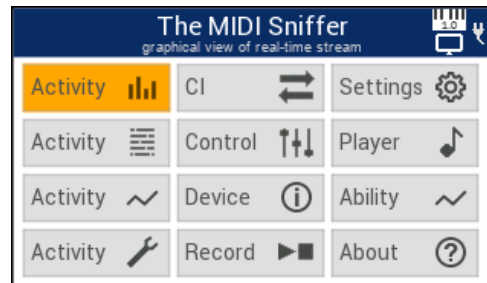 The MIDI Sniffer
graphical view of real-time stream
1.0
Activity CI Settings
Activity Control Player
Activity Device Ability
Activity Record About